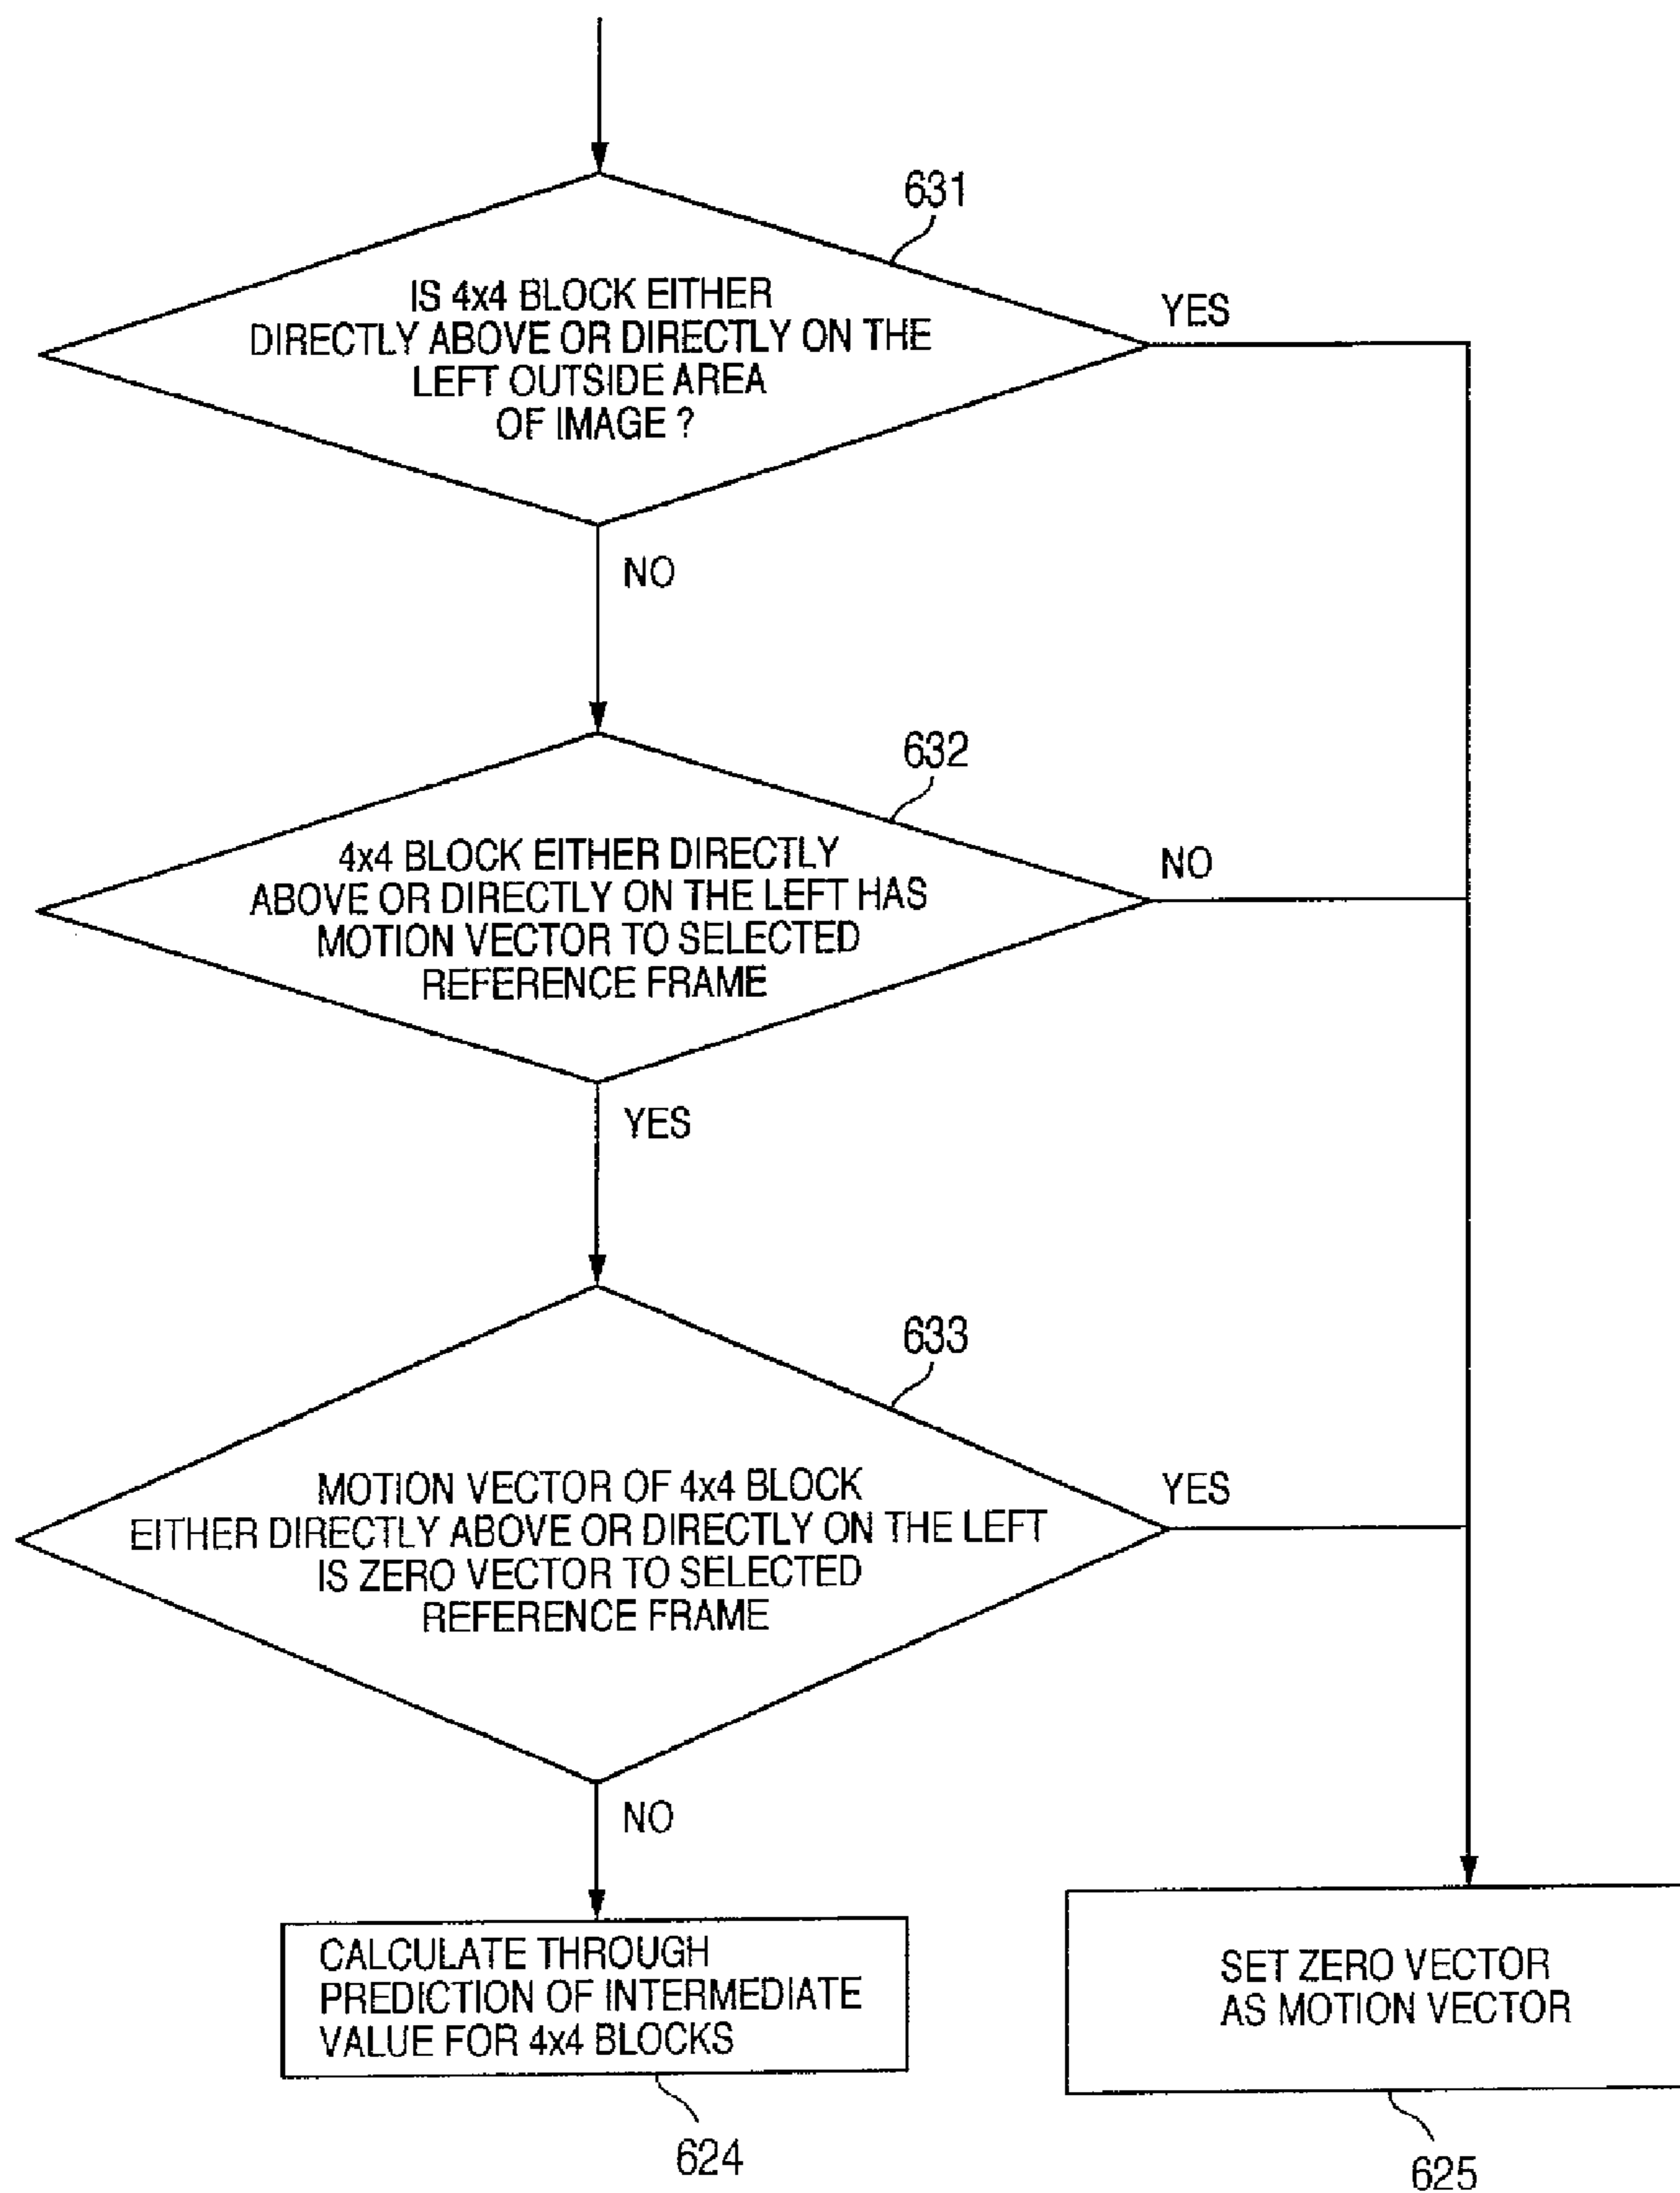 631
IS 4x4 BLOCK EITHER
DIRECTLY ABOVE OR DIRECTLY ON THE
LEFT OUTSIDE AREA
OF IMAGE ?
YES
NO
632
4x4 BLOCK EITHER DIRECTLY
ABOVE OR DIRECTLY ON THE LEFT HAS
MOTION VECTOR TO SELECTED
REFERENCE FRAME
NO
YES
633
MOTION VECTOR OF 4x4 BLOCK
EITHER DIRECTLY ABOVE OR DIRECTLY ON THE LEFT
IS ZERO VECTOR TO SELECTED
REFERENCE FRAME
YES
NO
CALCULATE THROUGH
PREDICTION OF INTERMEDIATE
VALUE FOR 4x4 BLOCKS
624
SET ZERO VECTOR
AS MOTION VECTOR
625